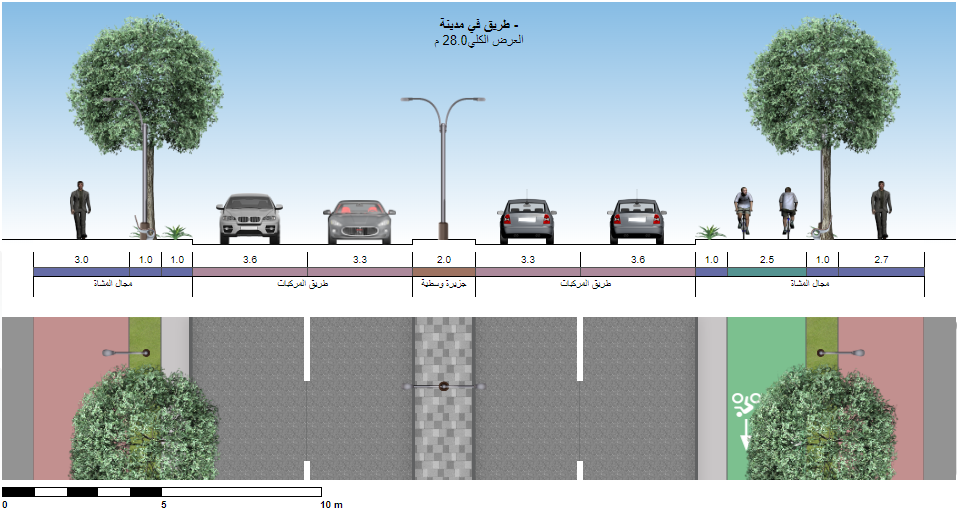 - طريق في مدينة
العرض الكلي28.0 م
3.0 1.0 1.0 3.6 3.3 2.0 3.3 3.6 1.0 2.5 1.0 2.7
مجال المشاة طريق المركبات جزيرة وسطية طريق المركبات مجال المشاة
0 5 10 m